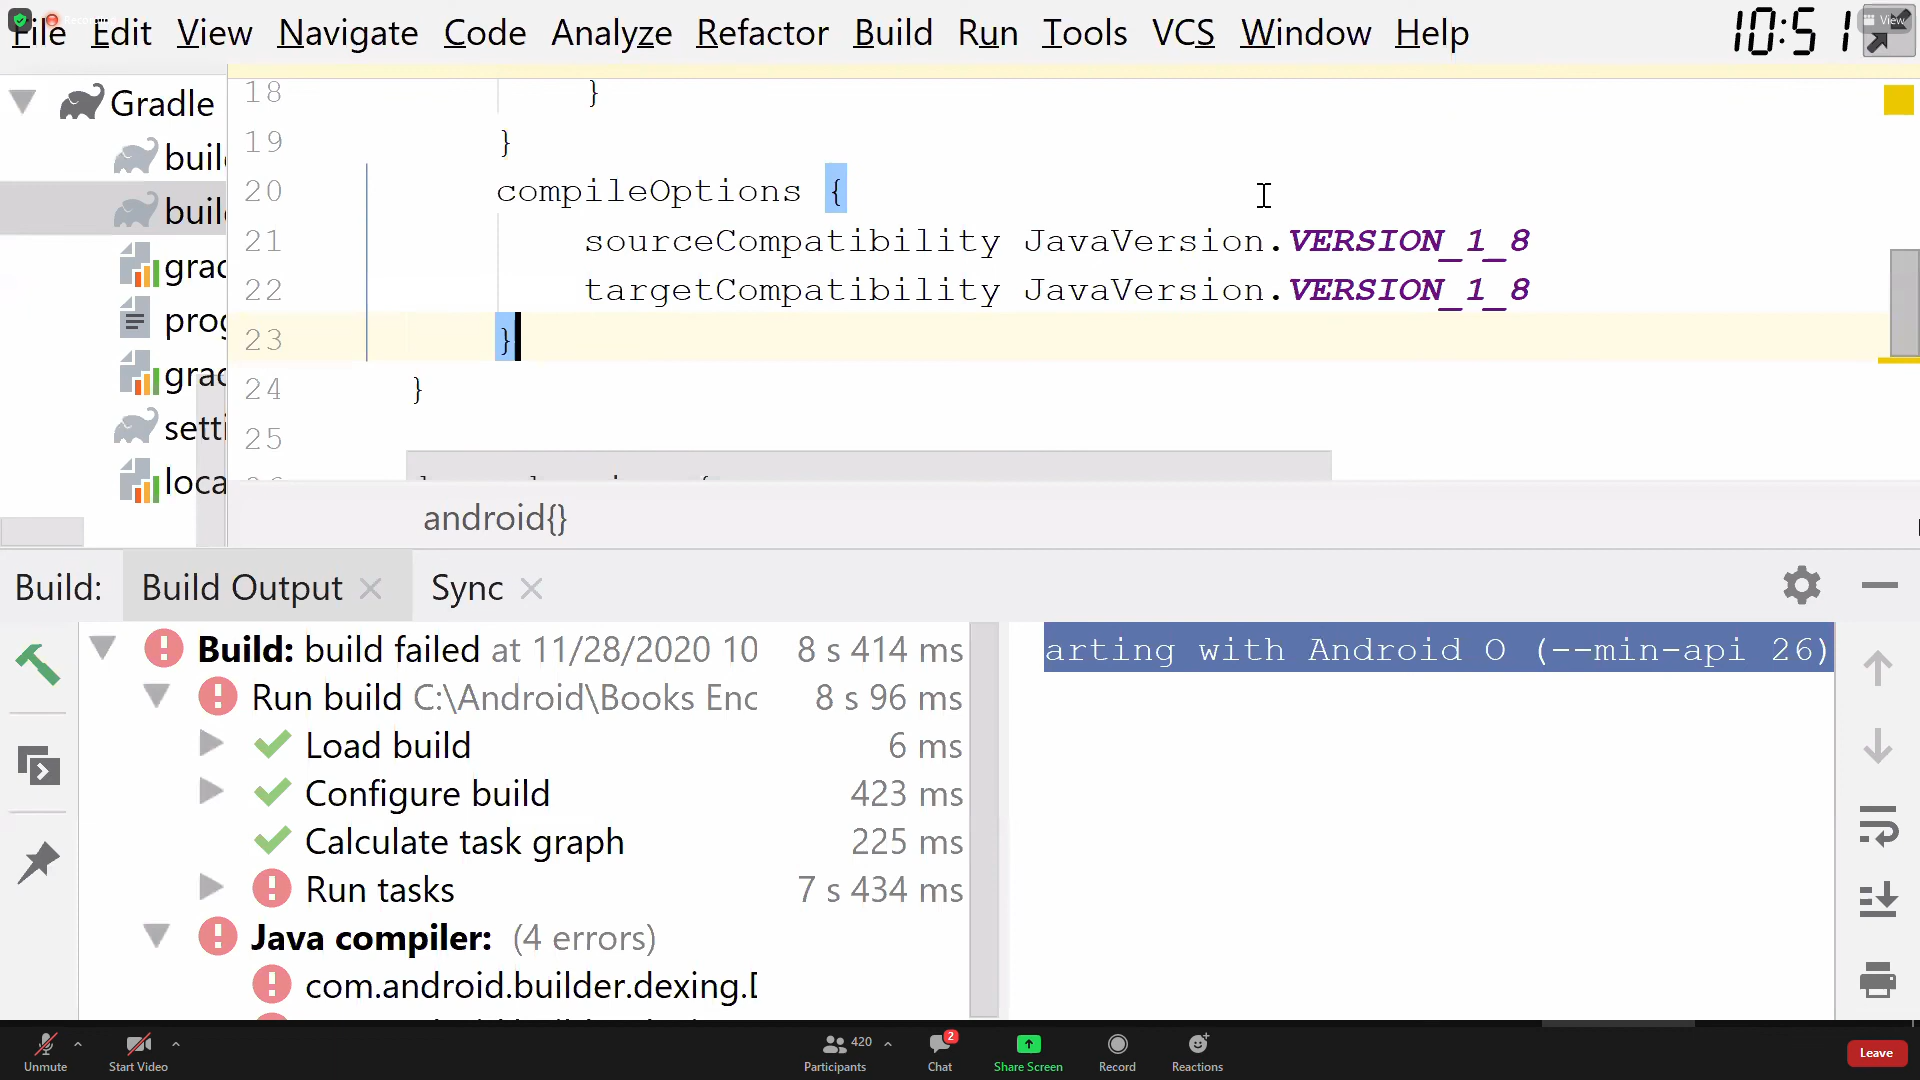 File Edit View Navigate Code Analyze Refactor Build Run Tools VCS Window Help
10:51
View
Gradle
buil
buil
grad
prog
grad
setti
loca
18 }
19 }
20 compileOptions {
21 sourceCompatibility JavaVersion.VERSION_1_8
22 targetCompatibility JavaVersion.VERSION_1_8
23 }
24 }
25
android{}
Build: Build Output Sync
Build: build failed at 11/28/2020 10 8 s 414 ms
Run build C:\Android\Books Enc 8 s 96 ms
Load build 6 ms
Configure build 423 ms
Calculate task graph 225 ms
Run tasks 7 s 434 ms
Java compiler: (4 errors)
com.android.builder.dexing.D
arting with Android O (--min-api 26)
Unmute
Start Video
420
Participants
2
Chat
Share Screen
Record
Reactions
Leave